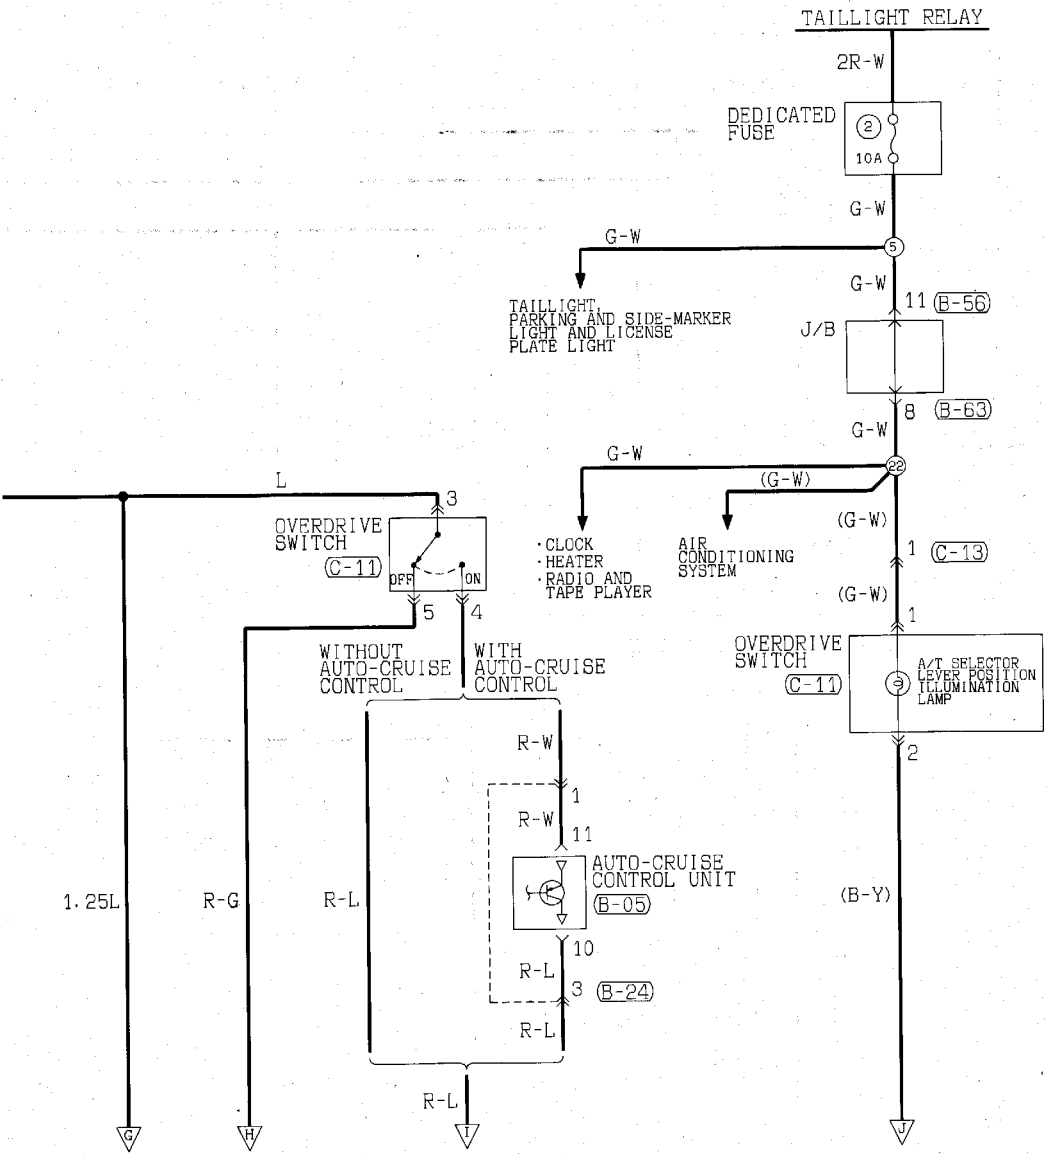 TAILLIGHT RELAY
2R-W
DEDICATED
FUSE
2
10A
G-W
G-W
5
G-W
11 (B-56)
TAILLIGHT,
PARKING AND SIDE-MARKER
LIGHT AND LICENSE
PLATE LIGHT
J/B
8 (B-63)
G-W
G-W
22
(G-W)
L
3
(G-W)
OVERDRIVE
SWITCH
(C-11)
OFF
ON
·CLOCK
·HEATER
·RADIO AND
TAPE PLAYER
AIR
CONDITIONING
SYSTEM
1 (C-13)
(G-W)
1
5
4
WITHOUT
AUTO-CRUISE
CONTROL
WITH
AUTO-CRUISE
CONTROL
OVERDRIVE
SWITCH
(C-11)
A/T SELECTOR
LEVER POSITION
ILLUMINATION
LAMP
2
R-W
1
R-W
11
AUTO-CRUISE
CONTROL UNIT
(B-05)
1.25L
R-G
R-L
(B-Y)
10
R-L
3 (B-24)
R-L
R-L
G
H
I
J